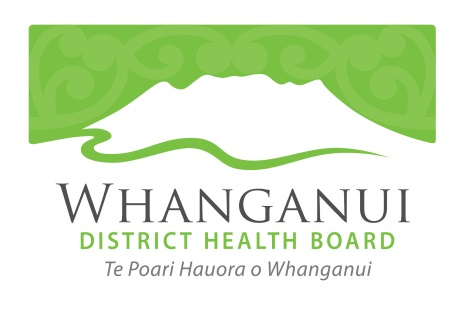 WHANGANUI
DISTRICT HEALTH BOARD
Te Poari Hauora o Whanganui